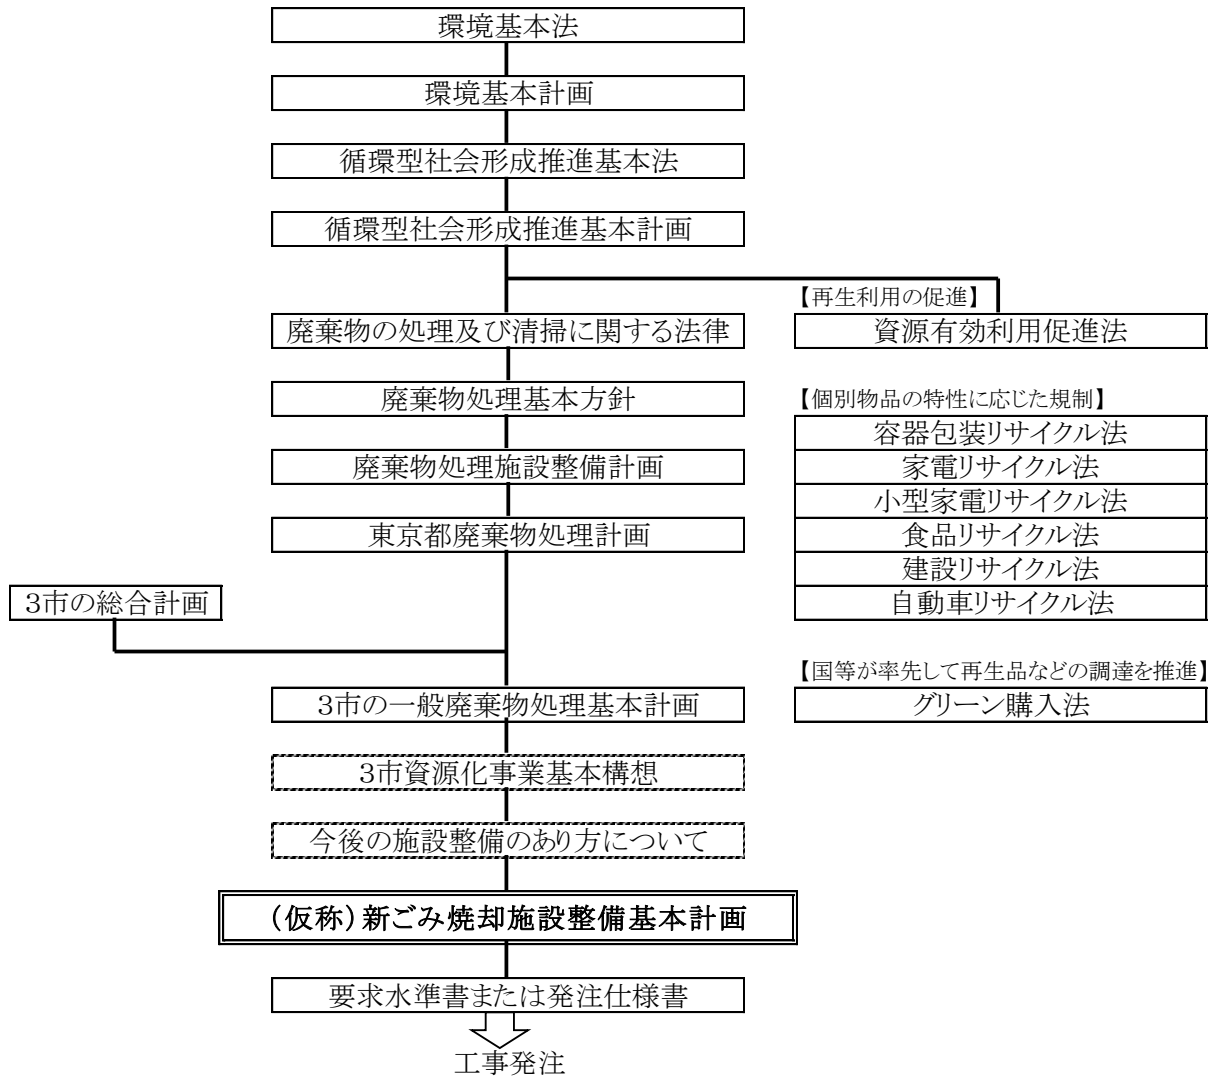 環境基本法
環境基本計画
循環型社会形成推進基本法
循環型社会形成推進基本計画
【再生利用の促進】
廃棄物の処理及び清掃に関する法律
資源有効利用促進法
廃棄物処理基本方針
【個別物品の特性に応じた規制】
容器包装リサイクル法
廃棄物処理施設整備計画
家電リサイクル法
小型家電リサイクル法
東京都廃棄物処理計画
食品リサイクル法
建設リサイクル法
3市の総合計画
自動車リサイクル法
【国等が率先して再生品などの調達を推進】
3市の一般廃棄物処理基本計画
グリーン購入法
3市資源化事業基本構想
今後の施設整備のあり方について
(仮称)新ごみ焼却施設整備基本計画
要求水準書または発注仕様書
工事発注